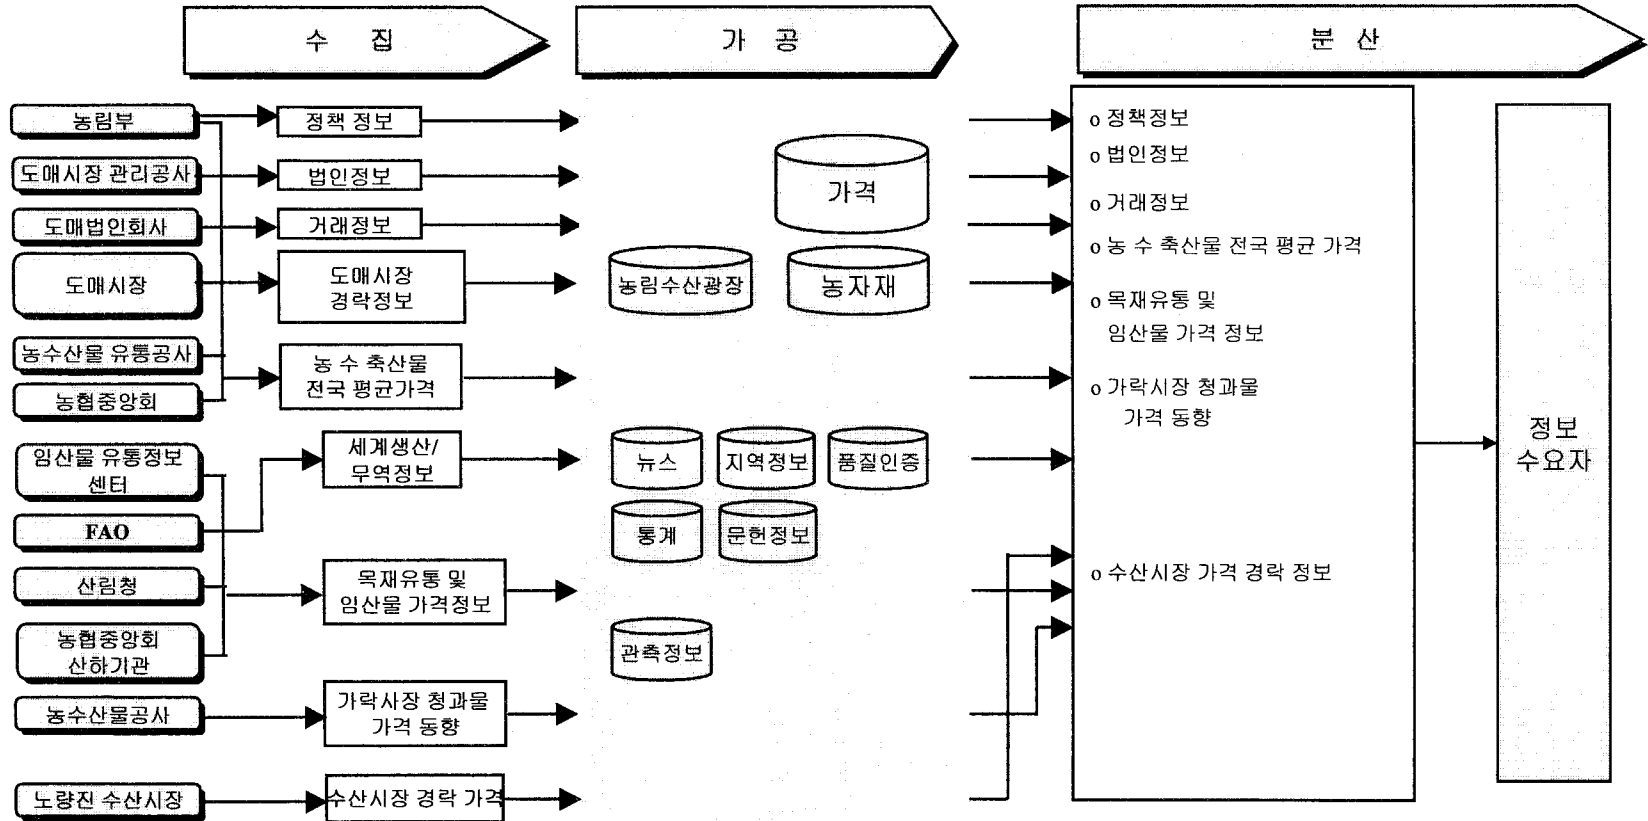 수 집
가 공
분 산
농림부
도매시장 관리공사
도매법인회사
도매시장
농수산물 유통공사
농협중앙회
임산물 유통정보
센터
FAO
산림청
농협중앙회
산하기관
농수산물공사
노량진 수산시장
정책 정보
법인정보
거래정보
도매시장
경락정보
농 수 축산물
전국 평균가격
세계생산/
무역정보
목재유통 및
임산물 가격정보
가락시장 청과물
가격 동향
수산시장 경락 가격
가격
농림수산광장
농자재
뉴스
지역정보
품질인증
통계
문헌정보
관측정보
o 정책정보
o 법인정보
o 거래정보
o 농 수 축산물 전국 평균 가격
o 목재유통 및
임산물 가격 정보
o 가락시장 청과물
가격 동향
o 수산시장 가격 경락 정보
정보
수요자